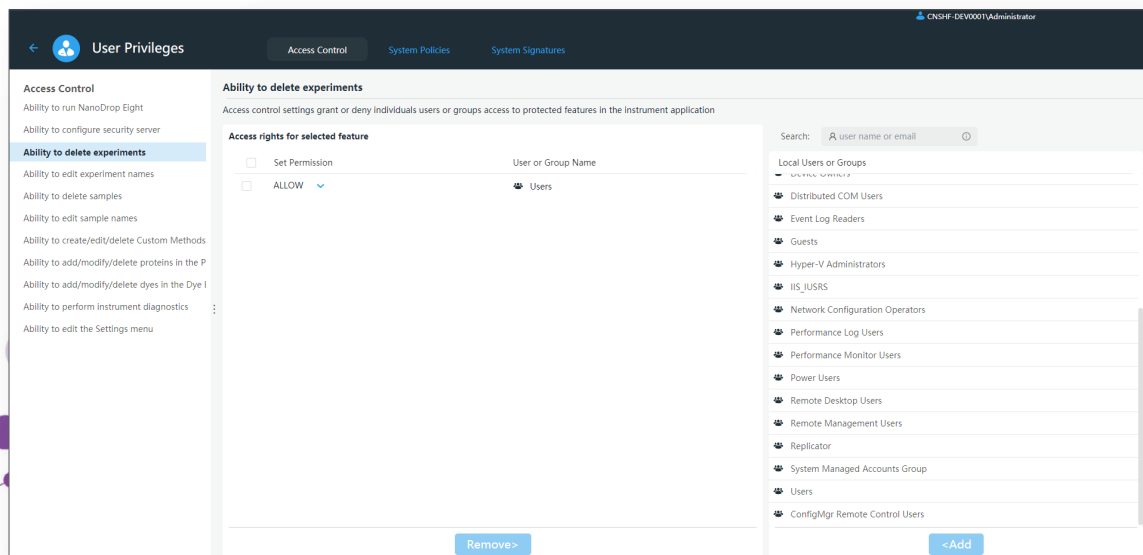 CNSHF-DEV0001\Administrator
User Privileges
Access Control
System Policies
System Signatures
Access Control
Ability to run NanoDrop Eight
Ability to configure security server
Ability to delete experiments
Ability to edit experiment names
Ability to delete samples
Ability to edit sample names
Ability to create/edit/delete Custom Methods
Ability to add/modify/delete proteins in the P
Ability to add/modify/delete dyes in the Dye
Ability to perform instrument diagnostics
Ability to edit the Settings menu
Ability to delete experiments
Access control settings grant or deny individuals users or groups access to protected features in the instrument application
Access rights for selected feature
Set Permission User or Group Name
ALLOW Users
Remove>
Search: user name or email
Local Users or Groups
Device Owners
Distributed COM Users
Event Log Readers
Guests
Hyper-V Administrators
IIS_IUSRS
Network Configuration Operators
Performance Log Users
Performance Monitor Users
Power Users
Remote Desktop Users
Remote Management Users
Replicator
System Managed Accounts Group
Users
ConfigMgr Remote Control Users
<Add